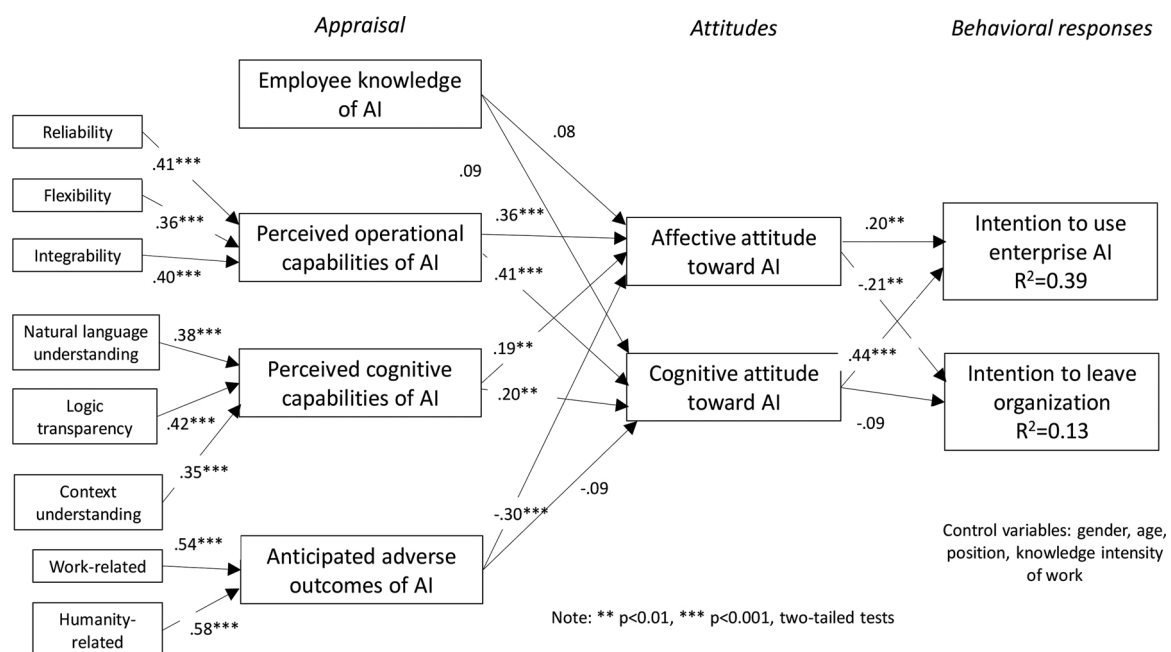 Appraisal
Attitudes
Behavioral responses
Employee knowledge
of AI
Reliability
.41***
.08
.09
Flexibility
.36***
Integrability
.40***
Perceived operational
capabilities of AI
.36***
.41***
Affective attitude
toward AI
.20**
-.21**
Intention to use
enterprise AI
R²=0.39
Natural language
understanding
.38***
Logic
transparency
.42***
Context
understanding
.35***
Perceived cognitive
capabilities of AI
.19**
.20**
Cognitive attitude
toward AI
.44***
-.09
Intention to leave
organization
R²=0.13
Work-related
.54***
Humanity-
related
.58***
Anticipated adverse
outcomes of AI
-.30***
-.09
Control variables: gender, age,
position, knowledge intensity
of work
Note: ** p<0.01, *** p<0.001, two-tailed tests